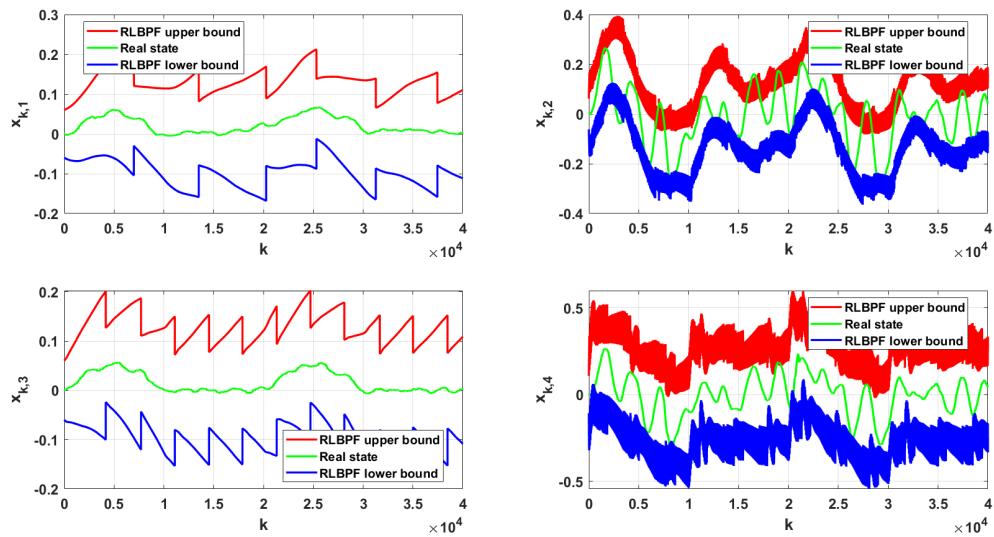 0.3
0.2
0.1
0
-0.1
-0.2
x_{k,1}
RLBPF upper bound
Real state
RLBPF lower bound
0 0.5 1 1.5 2 2.5 3 3.5 4
k
×10^4
0.4
0.2
0
-0.2
-0.4
x_{k,2}
RLBPF upper bound
Real state
RLBPF lower bound
0 0.5 1 1.5 2 2.5 3 3.5 4
k
×10^4
0.2
0.1
0
-0.1
-0.2
x_{k,3}
RLBPF upper bound
Real state
RLBPF lower bound
0 0.5 1 1.5 2 2.5 3 3.5 4
k
×10^4
0.5
0
-0.5
x_{k,4}
RLBPF upper bound
Real state
RLBPF lower bound
0 0.5 1 1.5 2 2.5 3 3.5 4
k
×10^4